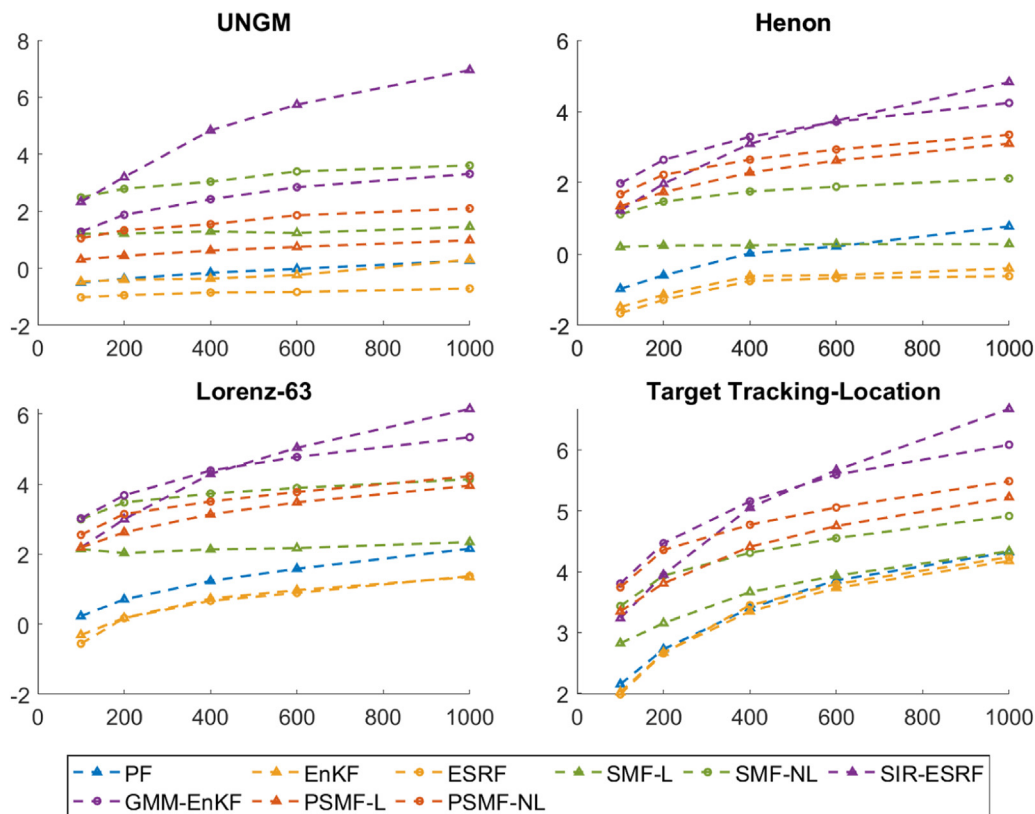 UNGM
Henon
8
6
4
2
0
-2
0 200 400 600 800 1000
6
4
2
0
-2
0 200 400 600 800 1000
Lorenz-63
Target Tracking-Location
6
4
2
0
-2
0 200 400 600 800 1000
6
5
4
3
2
0 200 400 600 800 1000
PF EnKF ESRF SMF-L SMF-NL SIR-ESRF
GMM-EnKF PSMF-L PSMF-NL